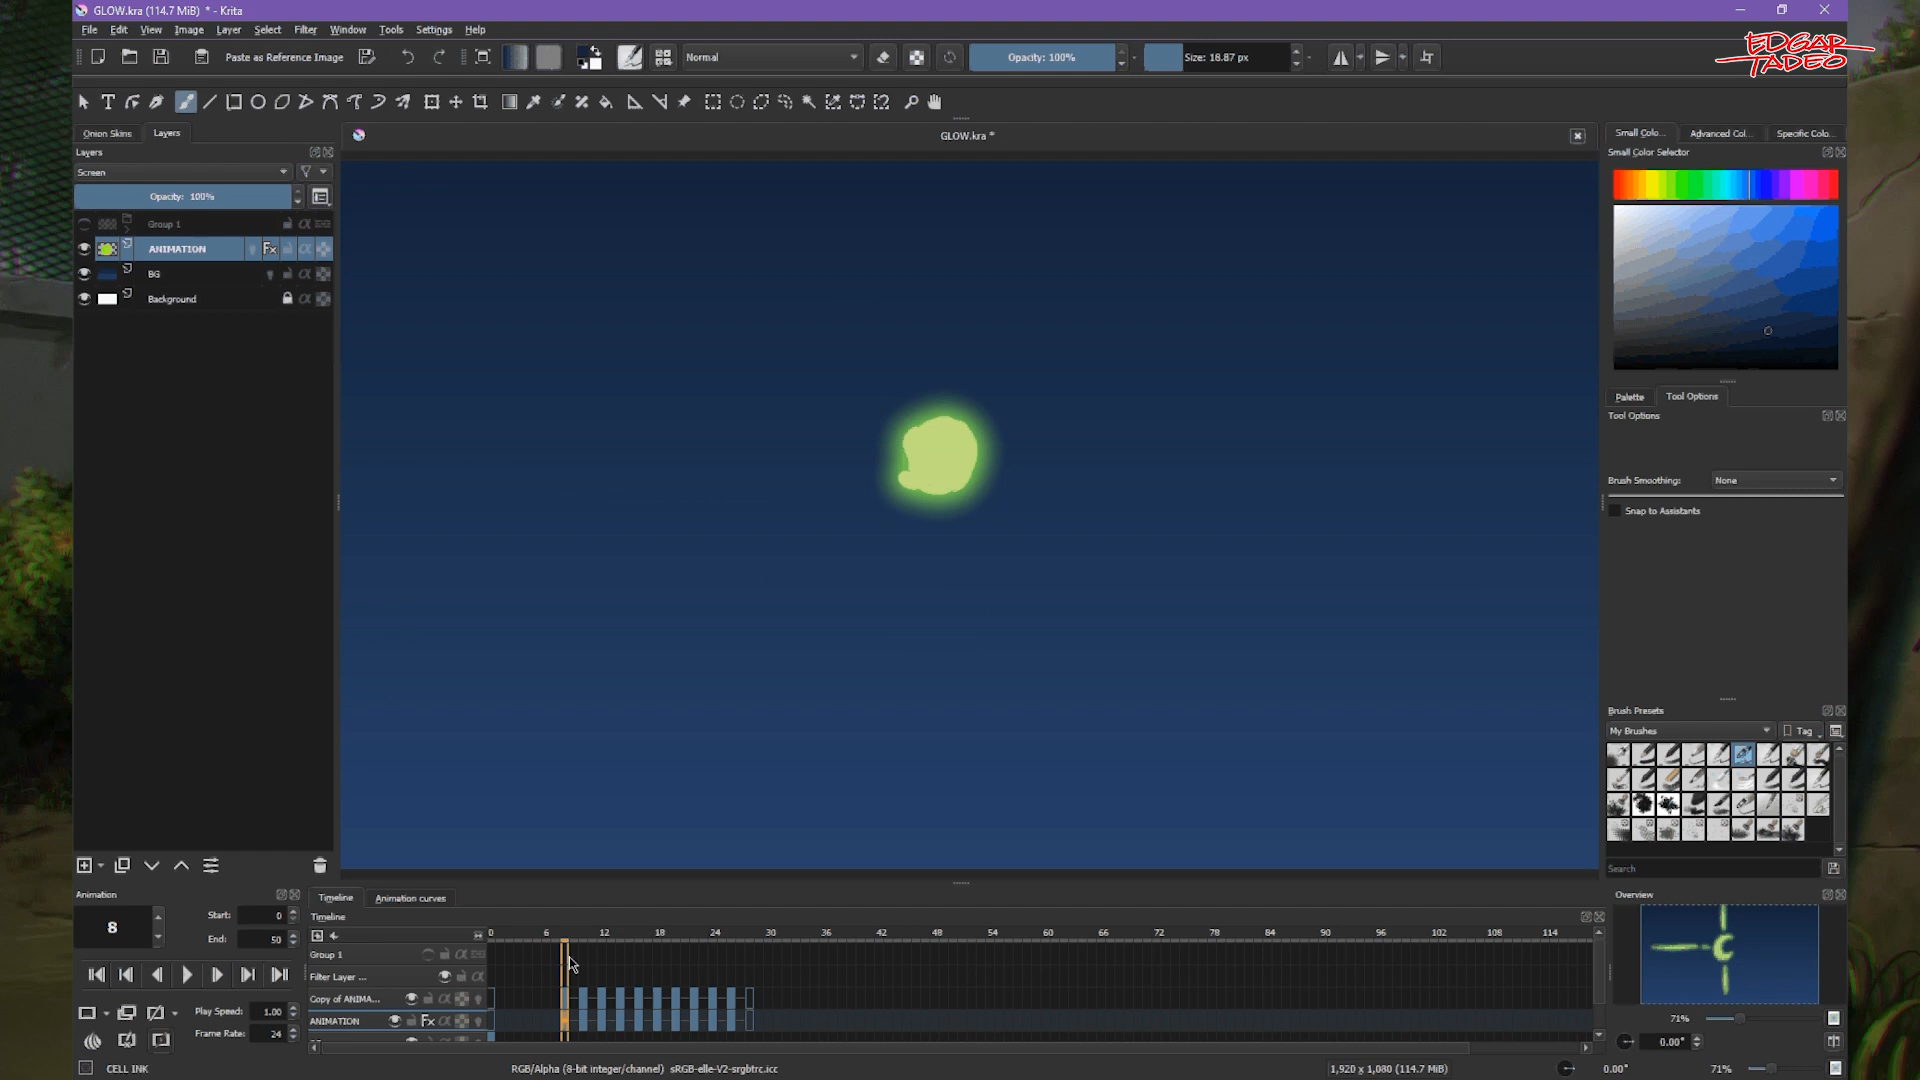 GLOW.kra (114.7 MiB) * - Krita
File Edit View Image Layer Select Filter Window Tools Settings Help
EDGAR
TADEO
Paste as Reference Image
Normal
Opacity: 100%
Size: 18.87 px
Onion Skins
Layers
GLOW.kra *
Small Colo...
Advanced Col...
Specific Colo...
Layers
Small Color Selector
Screen
Opacity: 100%
Group 1
ANIMATION
Fx
BG
Background
Palette
Tool Options
Tool Options
Brush Smoothing:
None
Snap to Assistants
Brush Presets
My Brushes
Tag
Search
Animation
Timeline
Animation curves
Overview
8
Start: 0
End: 50
Timeline
0 6 12 18 24 30 36 42 48 54 60 66 72 78 84 90 96 102 108 114
Group 1
Filter Layer ...
Copy of ANIMA...
ANIMATION
Fx
Play Speed: 1.00
Frame Rate: 24
71%
0.00°
CELL INK
RGB/Alpha (8-bit integer/channel) sRGB-elle-V2-srgbtrc.icc
1,920 x 1,080 (114.7 MiB)
0.00°
71%